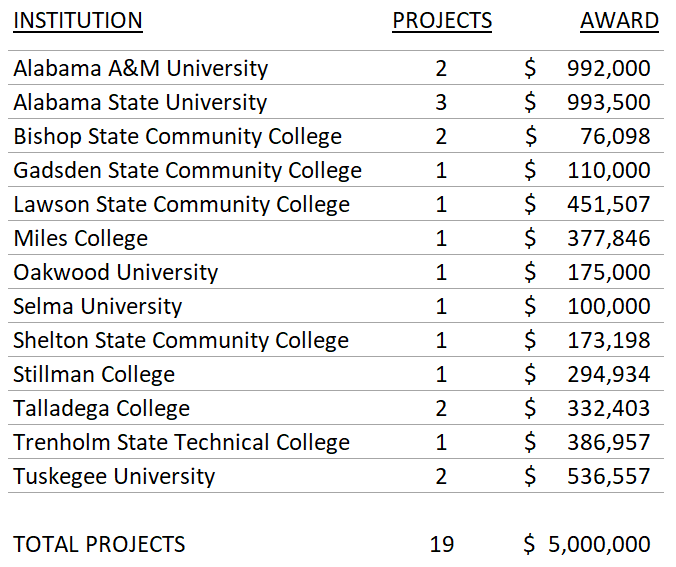 INSTITUTION PROJECTS AWARD
Alabama A&M University 2 $ 992,000
Alabama State University 3 $ 993,500
Bishop State Community College 2 $ 76,098
Gadsden State Community College 1 $ 110,000
Lawson State Community College 1 $ 451,507
Miles College 1 $ 377,846
Oakwood University 1 $ 175,000
Selma University 1 $ 100,000
Shelton State Community College 1 $ 173,198
Stillman College 1 $ 294,934
Talladega College 2 $ 332,403
Trenholm State Technical College 1 $ 386,957
Tuskegee University 2 $ 536,557
TOTAL PROJECTS 19 $ 5,000,000